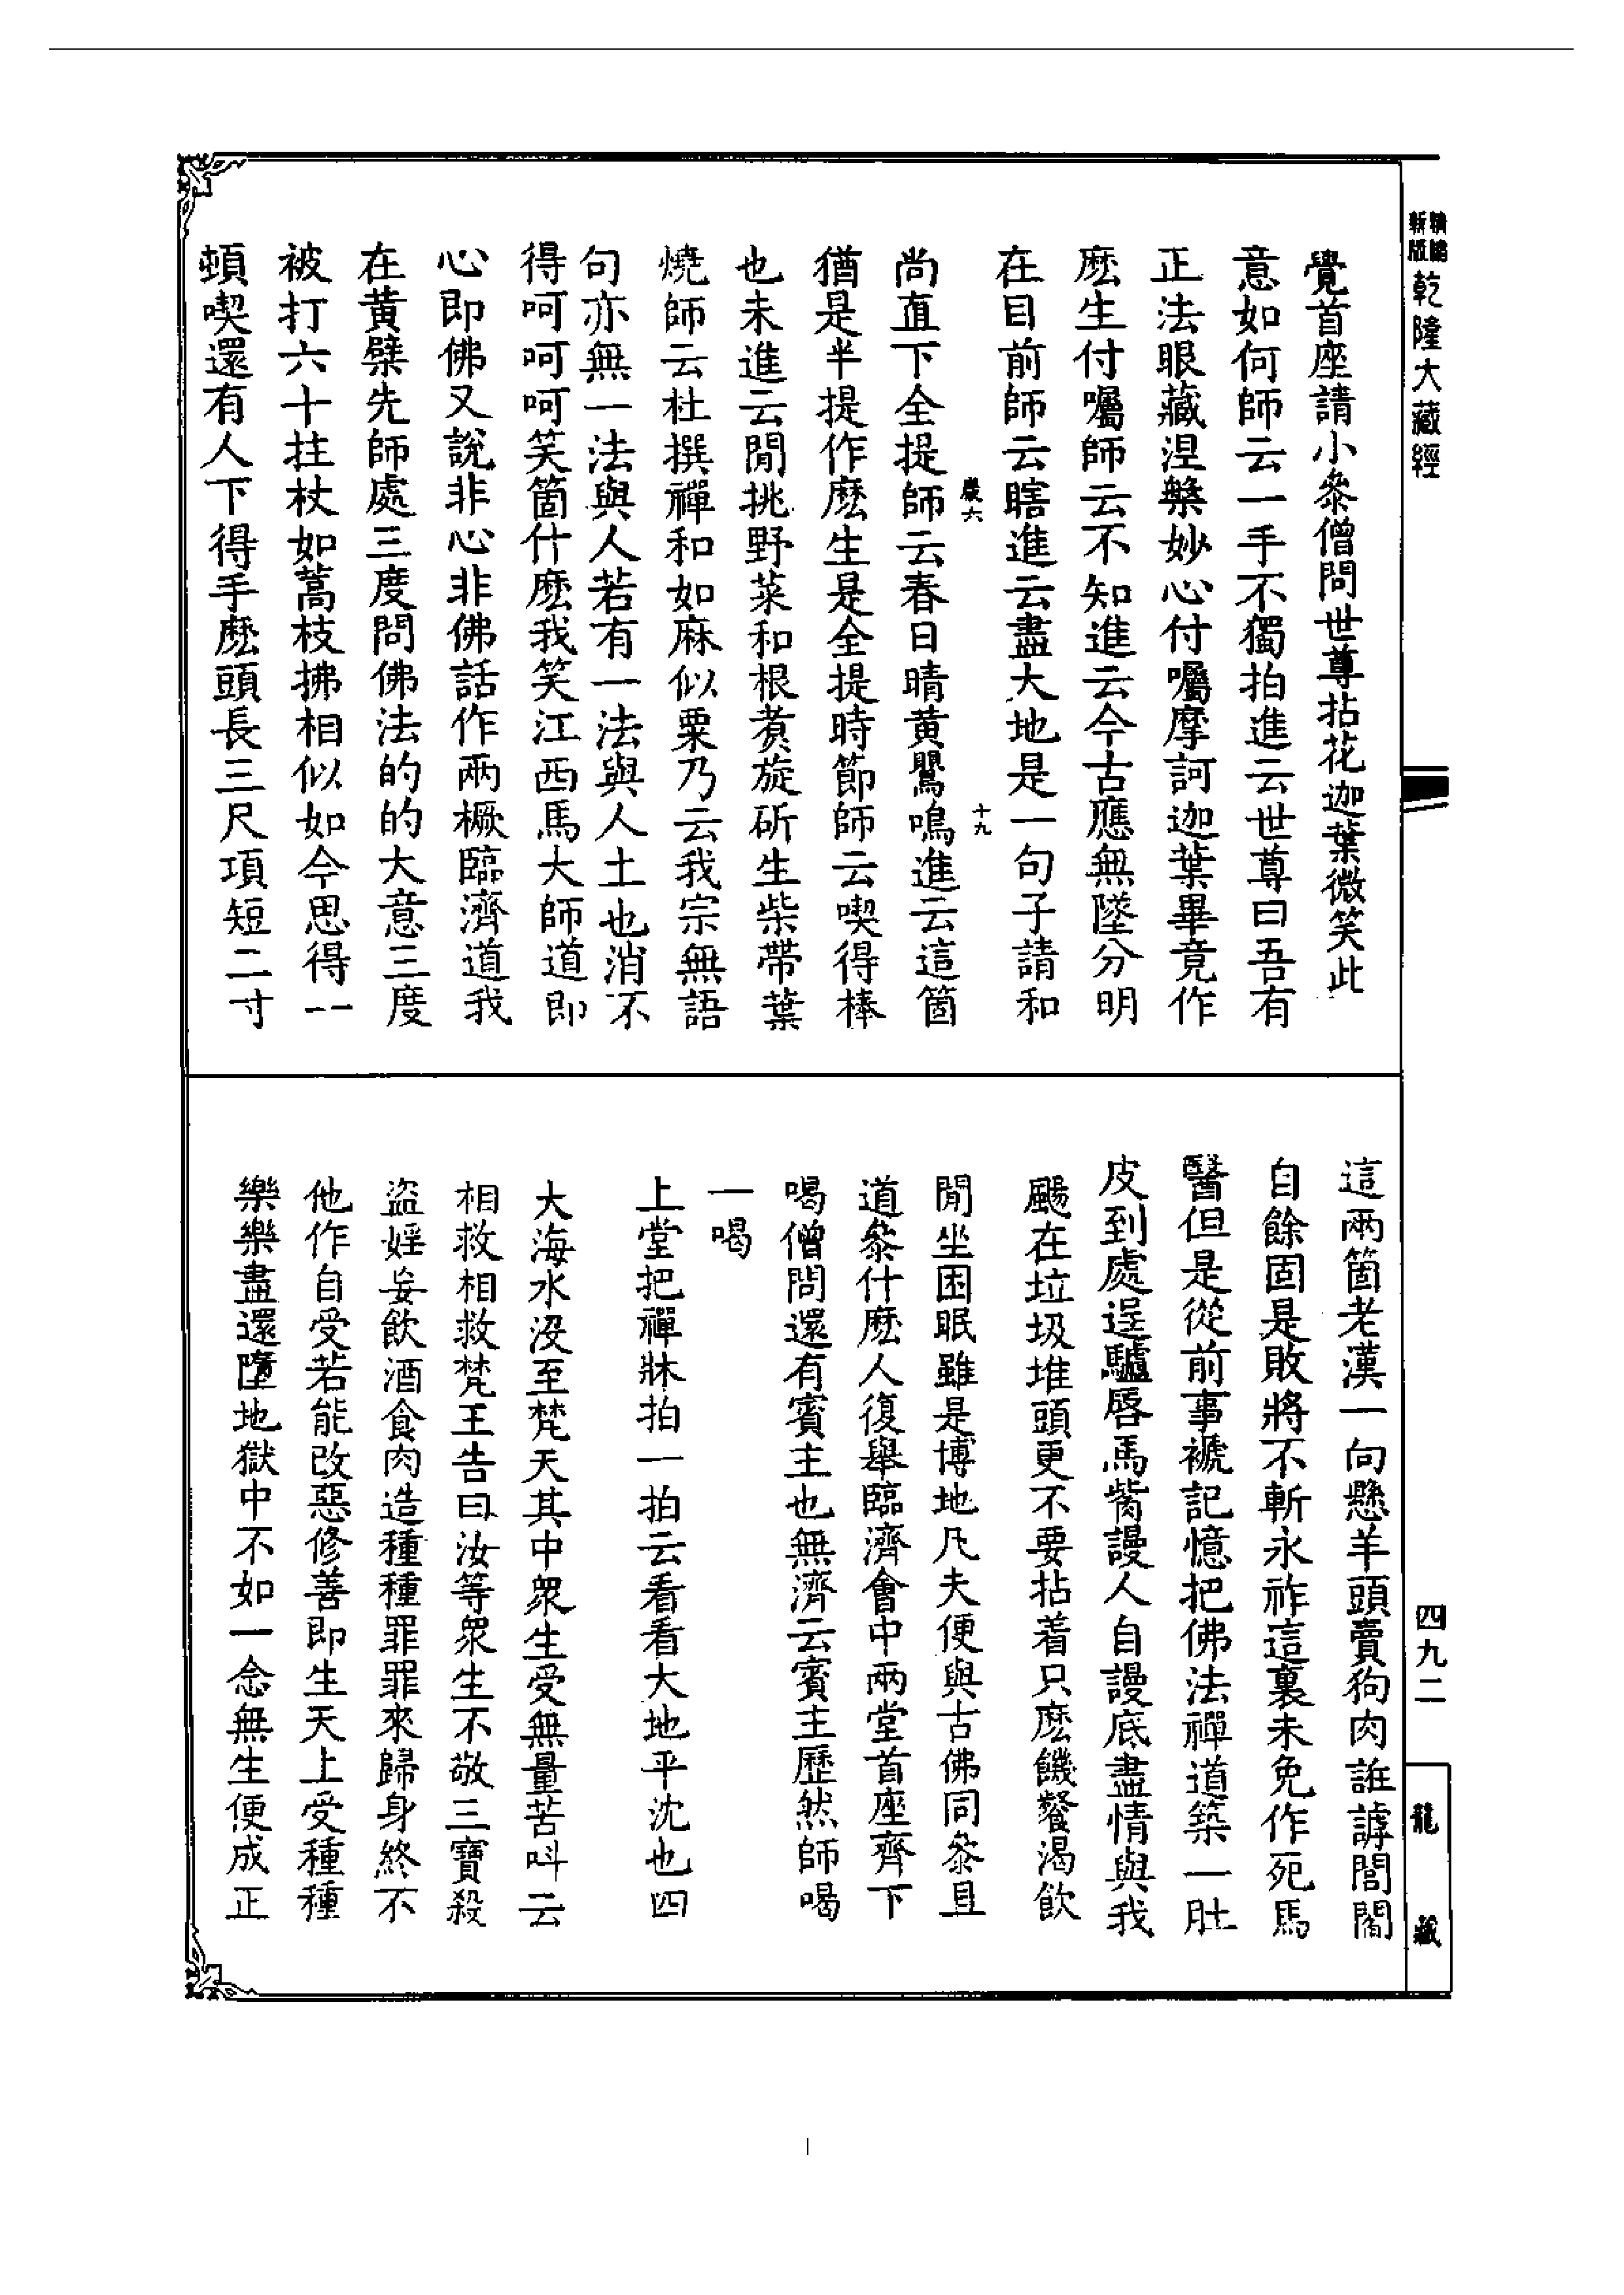 新編縮版乾隆大藏經
覺首座請小叅僧問世尊拈花迦葉微笑此
意如何師云一手不獨拍進云世尊曰吾有
正法眼藏涅槃妙心付囑摩訶迦葉畢竟作
麽生付囑師云不知進云今古應無墜分明
在目前師云瞎進云盡大地是一句子請和
嚴六
十九
尚直下全提師云春日晴黃鸎鳴進云這箇
猶是半提作麽生是全提時節師云喫得棒
也未進云閒挑野菜和根煑旋斫生柴帶葉
燒師云杜撰禪和如麻似粟乃云我宗無語
句亦無一法與人若有一法與人土也消不
得呵呵呵笑箇什麽我笑江西馬大師道即
心即佛又說非心非佛話作兩橛臨濟道我
在黃檗先師處三度問佛法的的大意三度
被打六十拄杖如蒿枝拂相似如今思得一
頓喫還有人下得手麽頭長三尺項短二寸
這兩箇老漢一向懸羊頭賣狗肉誑謼閭閻
自餘固是敗將不斬永祚這裏未免作死馬
醫但是從前事褫記憶把佛法禪道築一肚
皮到處逞驢唇馬觜謾人自謾底盡情與我
颺在垃圾堆頭更不要拈着只麽饑餐渴飲
閒坐困眠雖是博地凡夫便與古佛同叅且
道叅什麽人復舉臨濟會中兩堂首座齊下
喝僧問還有賓主也無濟云賓主歷然師喝
一喝
上堂把禪牀拍一拍云看看大地平沈也四
大海水沒至梵天其中衆生受無量苦呌云
相救相救梵王告曰汝等衆生不敬三寶殺
盜婬妄飲酒食肉造種種罪罪來歸身終不
他作自受若能改惡修善即生天上受種種
樂樂盡還墮地獄中不如一念無生便成正
四九二
龍藏